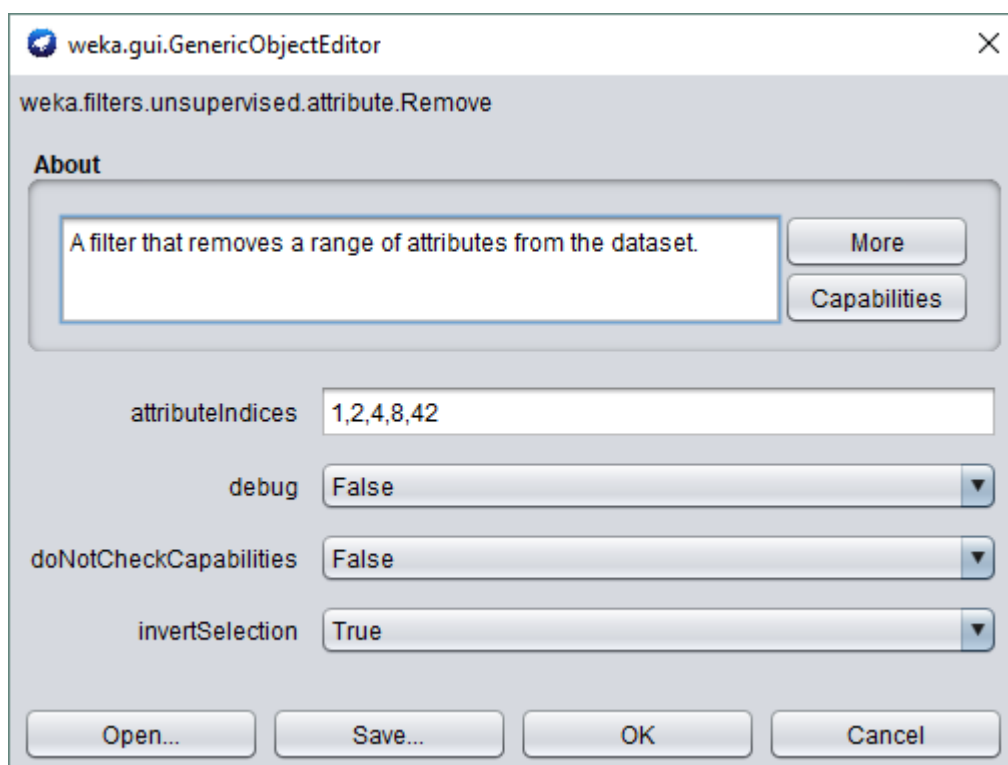 weka.gui.GenericObjectEditor
weka.filters.unsupervised.attribute.Remove
About
A filter that removes a range of attributes from the dataset.
More
Capabilities
attributeIndices 1,2,4,8,42
debug False
doNotCheckCapabilities False
invertSelection True
Open... Save... OK Cancel